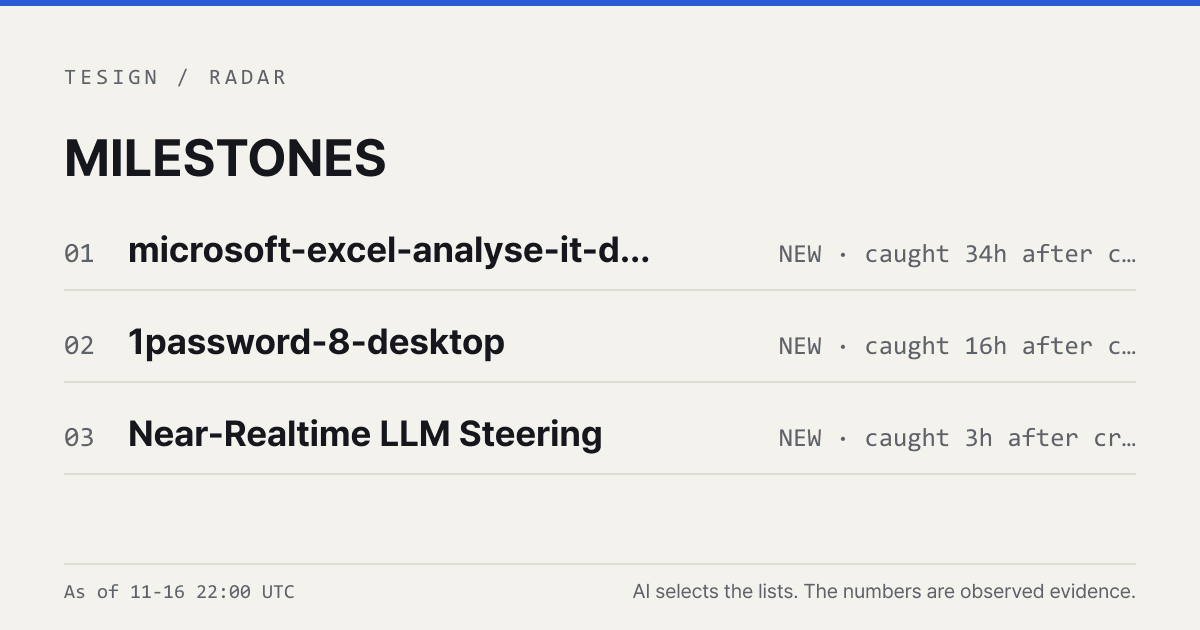 TESIGN / RADAR
MILESTONES
01 microsoft-excel-analyse-it-d... NEW · caught 34h after c…
02 1password-8-desktop NEW · caught 16h after c…
03 Near-Realtime LLM Steering NEW · caught 3h after cr…
As of 11-16 22:00 UTC AI selects the lists. The numbers are observed evidence.